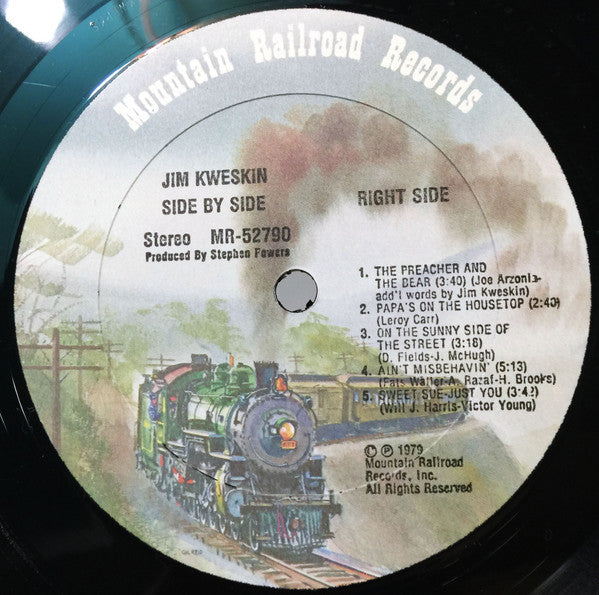 Mountain Railroad Records
JIM KWESKIN
SIDE BY SIDE
Stereo MR-52790
Produced By Stephen Powers
RIGHT SIDE
1. THE PREACHER AND
THE BEAR (3:40) (Joe Arzonia-
add'l words by Jim Kweskin)
2. PAPA'S ON THE HOUSETOP (2:40)
(Leroy Carr)
3. ON THE SUNNY SIDE OF
THE STREET (3:18)
(D. Fields-J. McHugh)
4. AIN'T MISBEHAVIN' (5:13)
(Fats Waller-A. Razaf-H. Brooks)
5. SWEET SUE-JUST YOU (3:42)
(Will J. Harris-Victor Young)
© ℗ 1979
Mountain Railroad
Records, Inc.
All Rights Reserved